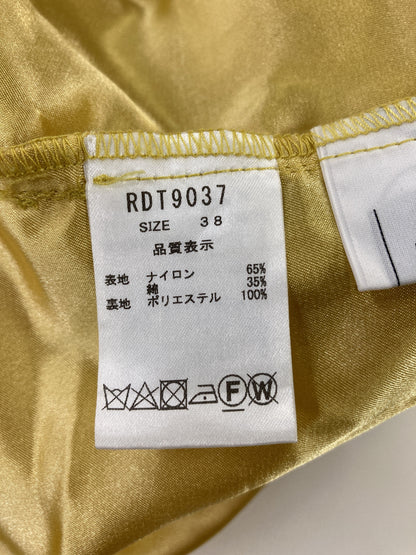 RDT9037
SIZE 38
品質表示
表地 ナイロン 65%
綿 35%
裏地 ポリエステル 100%
F W